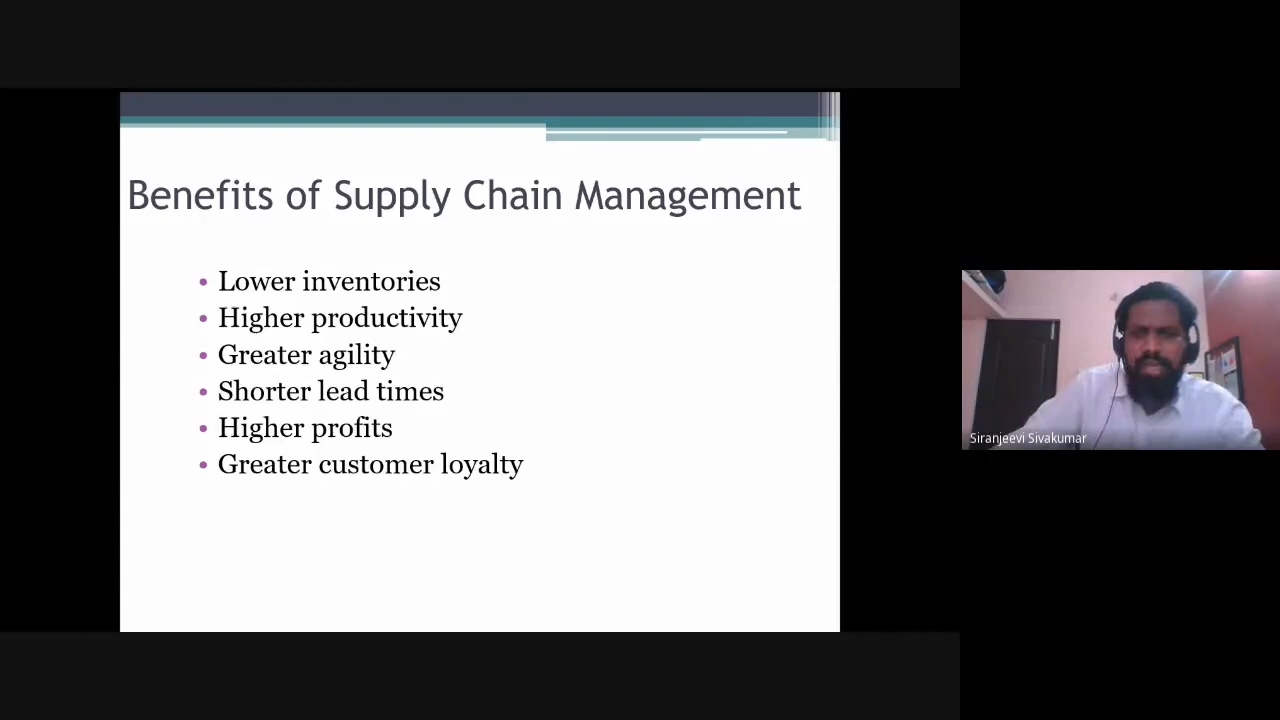 Benefits of Supply Chain Management
• Lower inventories
• Higher productivity
• Greater agility
• Shorter lead times
• Higher profits
• Greater customer loyalty
Siranjeevi Sivakumar